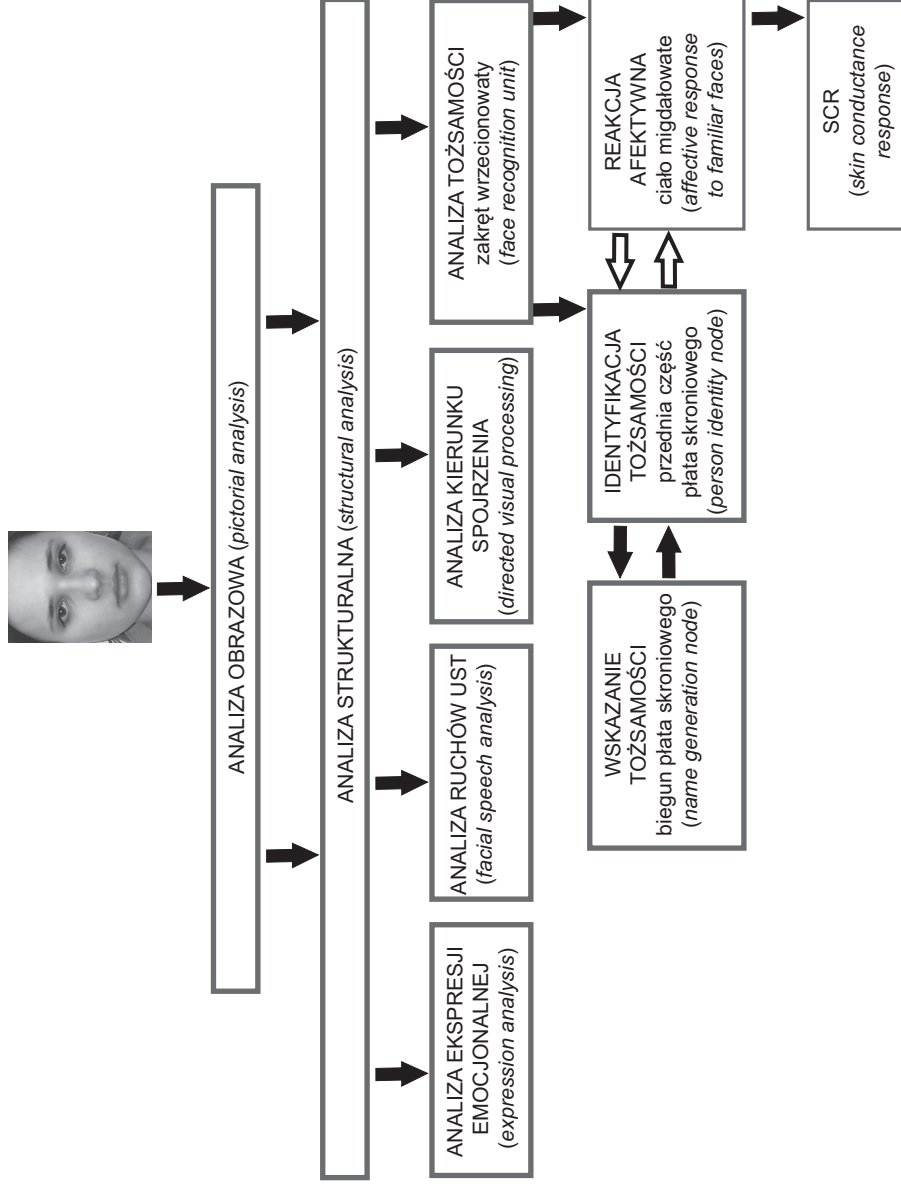 ANALIZA OBRAZOWA (pictorial analysis)
ANALIZA STRUKTURALNA (structural analysis)
ANALIZA EKSPRESJI
EMOCJONALNEJ
(expression analysis)
ANALIZA RUCHÓW UST
(facial speech analysis)
ANALIZA KIERUNKU
SPOJRZENIA
(directed visual processing)
ANALIZA TOŻSAMOŚCI
zakręt wrzecionowaty
(face recognition unit)
WSKAZANIE
TOŻSAMOŚCI
biegun płata skroniowego
(name generation node)
IDENTYFIKACJA
TOŻSAMOŚCI
przednia część
płata skroniowego
(person identity node)
REAKCJA
AFEKTYWNA
ciało migdałowate
(affective response
to familiar faces)
SCR
(skin conductance
response)